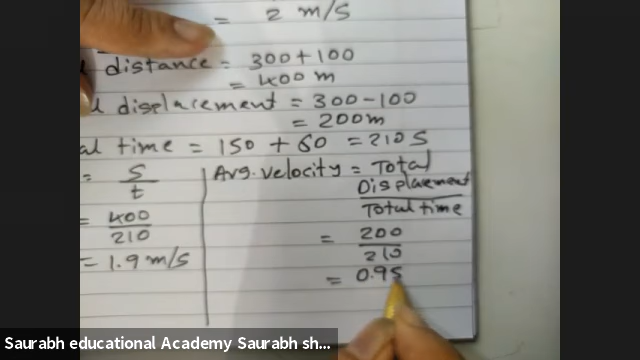 = 2 m/s
distance = 300+100
= 400 m
displacement = 300-100
= 200m
al time = 150 + 60 = 210 S
= S/t
= 400/210
= 1.9 m/s
Avg. velocity = Total Displacement/Total time
= 200/210
= 0.95
Saurabh educational Academy Saurabh sh...